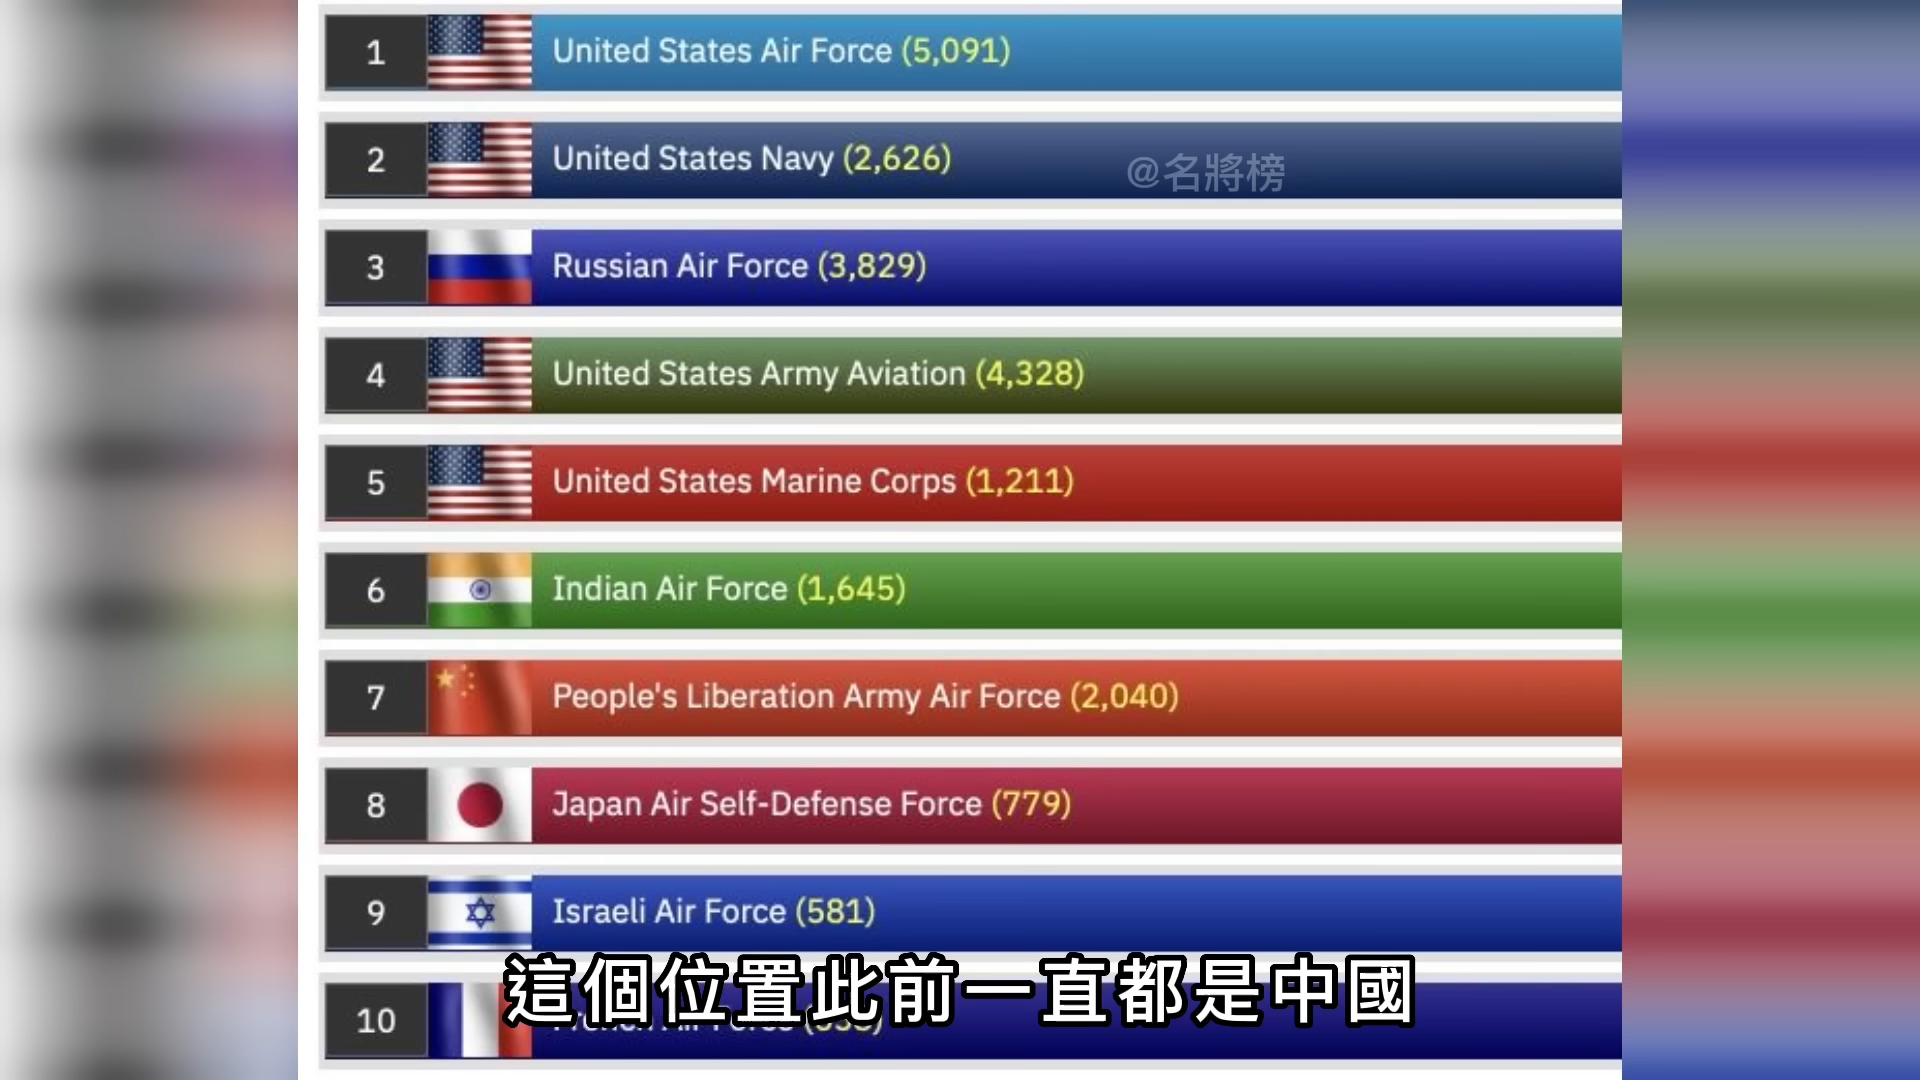 1 United States Air Force (5,091)
2 United States Navy (2,626)
@名將榜
3 Russian Air Force (3,829)
4 United States Army Aviation (4,328)
5 United States Marine Corps (1,211)
6 Indian Air Force (1,645)
7 People's Liberation Army Air Force (2,040)
8 Japan Air Self-Defense Force (779)
9 Israeli Air Force (581)
10
這個位置此前一直都是中國